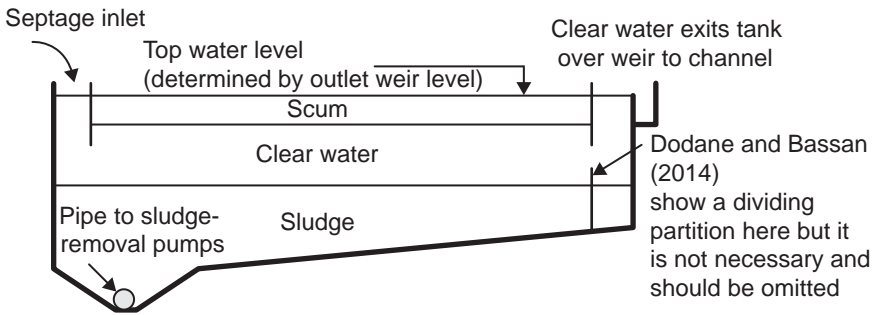 Septage inlet
Top water level
(determined by outlet weir level)
Clear water exits tank
over weir to channel
Scum
Clear water
Dodane and Bassan
(2014)
show a dividing
partition here but it
is not necessary and
should be omitted
Pipe to sludge-
removal pumps
Sludge